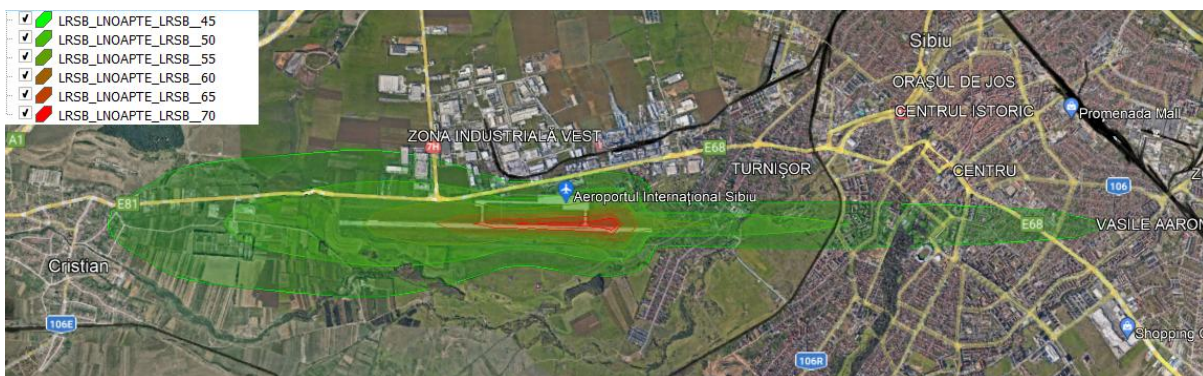 LRSB_LNOAPTE_LRSB__45
LRSB_LNOAPTE_LRSB__50
LRSB_LNOAPTE_LRSB__55
LRSB_LNOAPTE_LRSB__60
LRSB_LNOAPTE_LRSB__65
LRSB_LNOAPTE_LRSB__70
Sibiu
ORAȘUL DE JOS
CENTRUL ISTORIC
Promenada Mall
A1
ZONA INDUSTRIALĂ VEST
7H
E68
TURNIȘOR
CENTRU
106
Aeroportul Internațional Sibiu
E81
E68
VASILE AARON
Cristian
106E
Shopping
106R